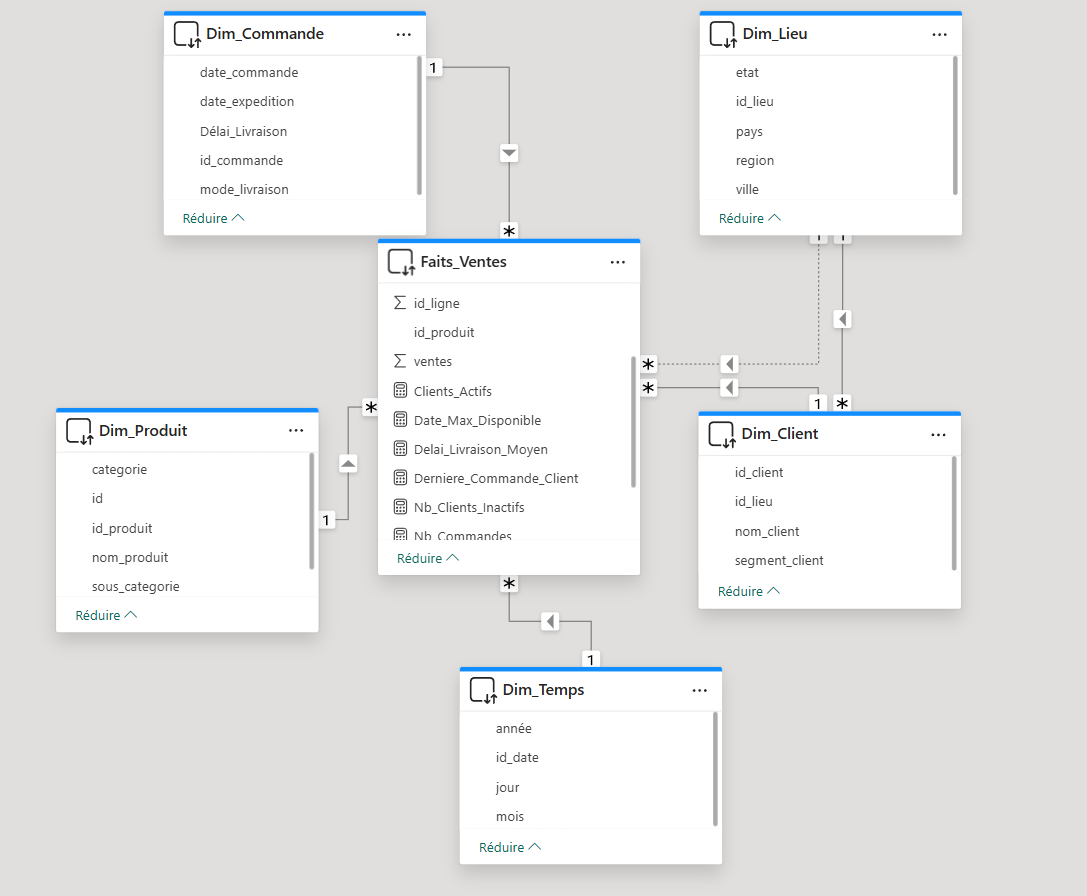 Dim_Commande
date_commande
date_expedition
Délai_Livraison
id_commande
mode_livraison
Réduire
Dim_Lieu
etat
id_lieu
pays
region
ville
Réduire
1
*
1
1
Faits_Ventes
id_ligne
id_produit
ventes
Clients_Actifs
Date_Max_Disponible
Delai_Livraison_Moyen
Derniere_Commande_Client
Nb_Clients_Inactifs
Nb_Commandes
Réduire
*
*
*
1
*
Dim_Produit
categorie
id
id_produit
nom_produit
sous_categorie
Réduire
1
Dim_Client
id_client
id_lieu
nom_client
segment_client
Réduire
*
1
Dim_Temps
année
id_date
jour
mois
Réduire